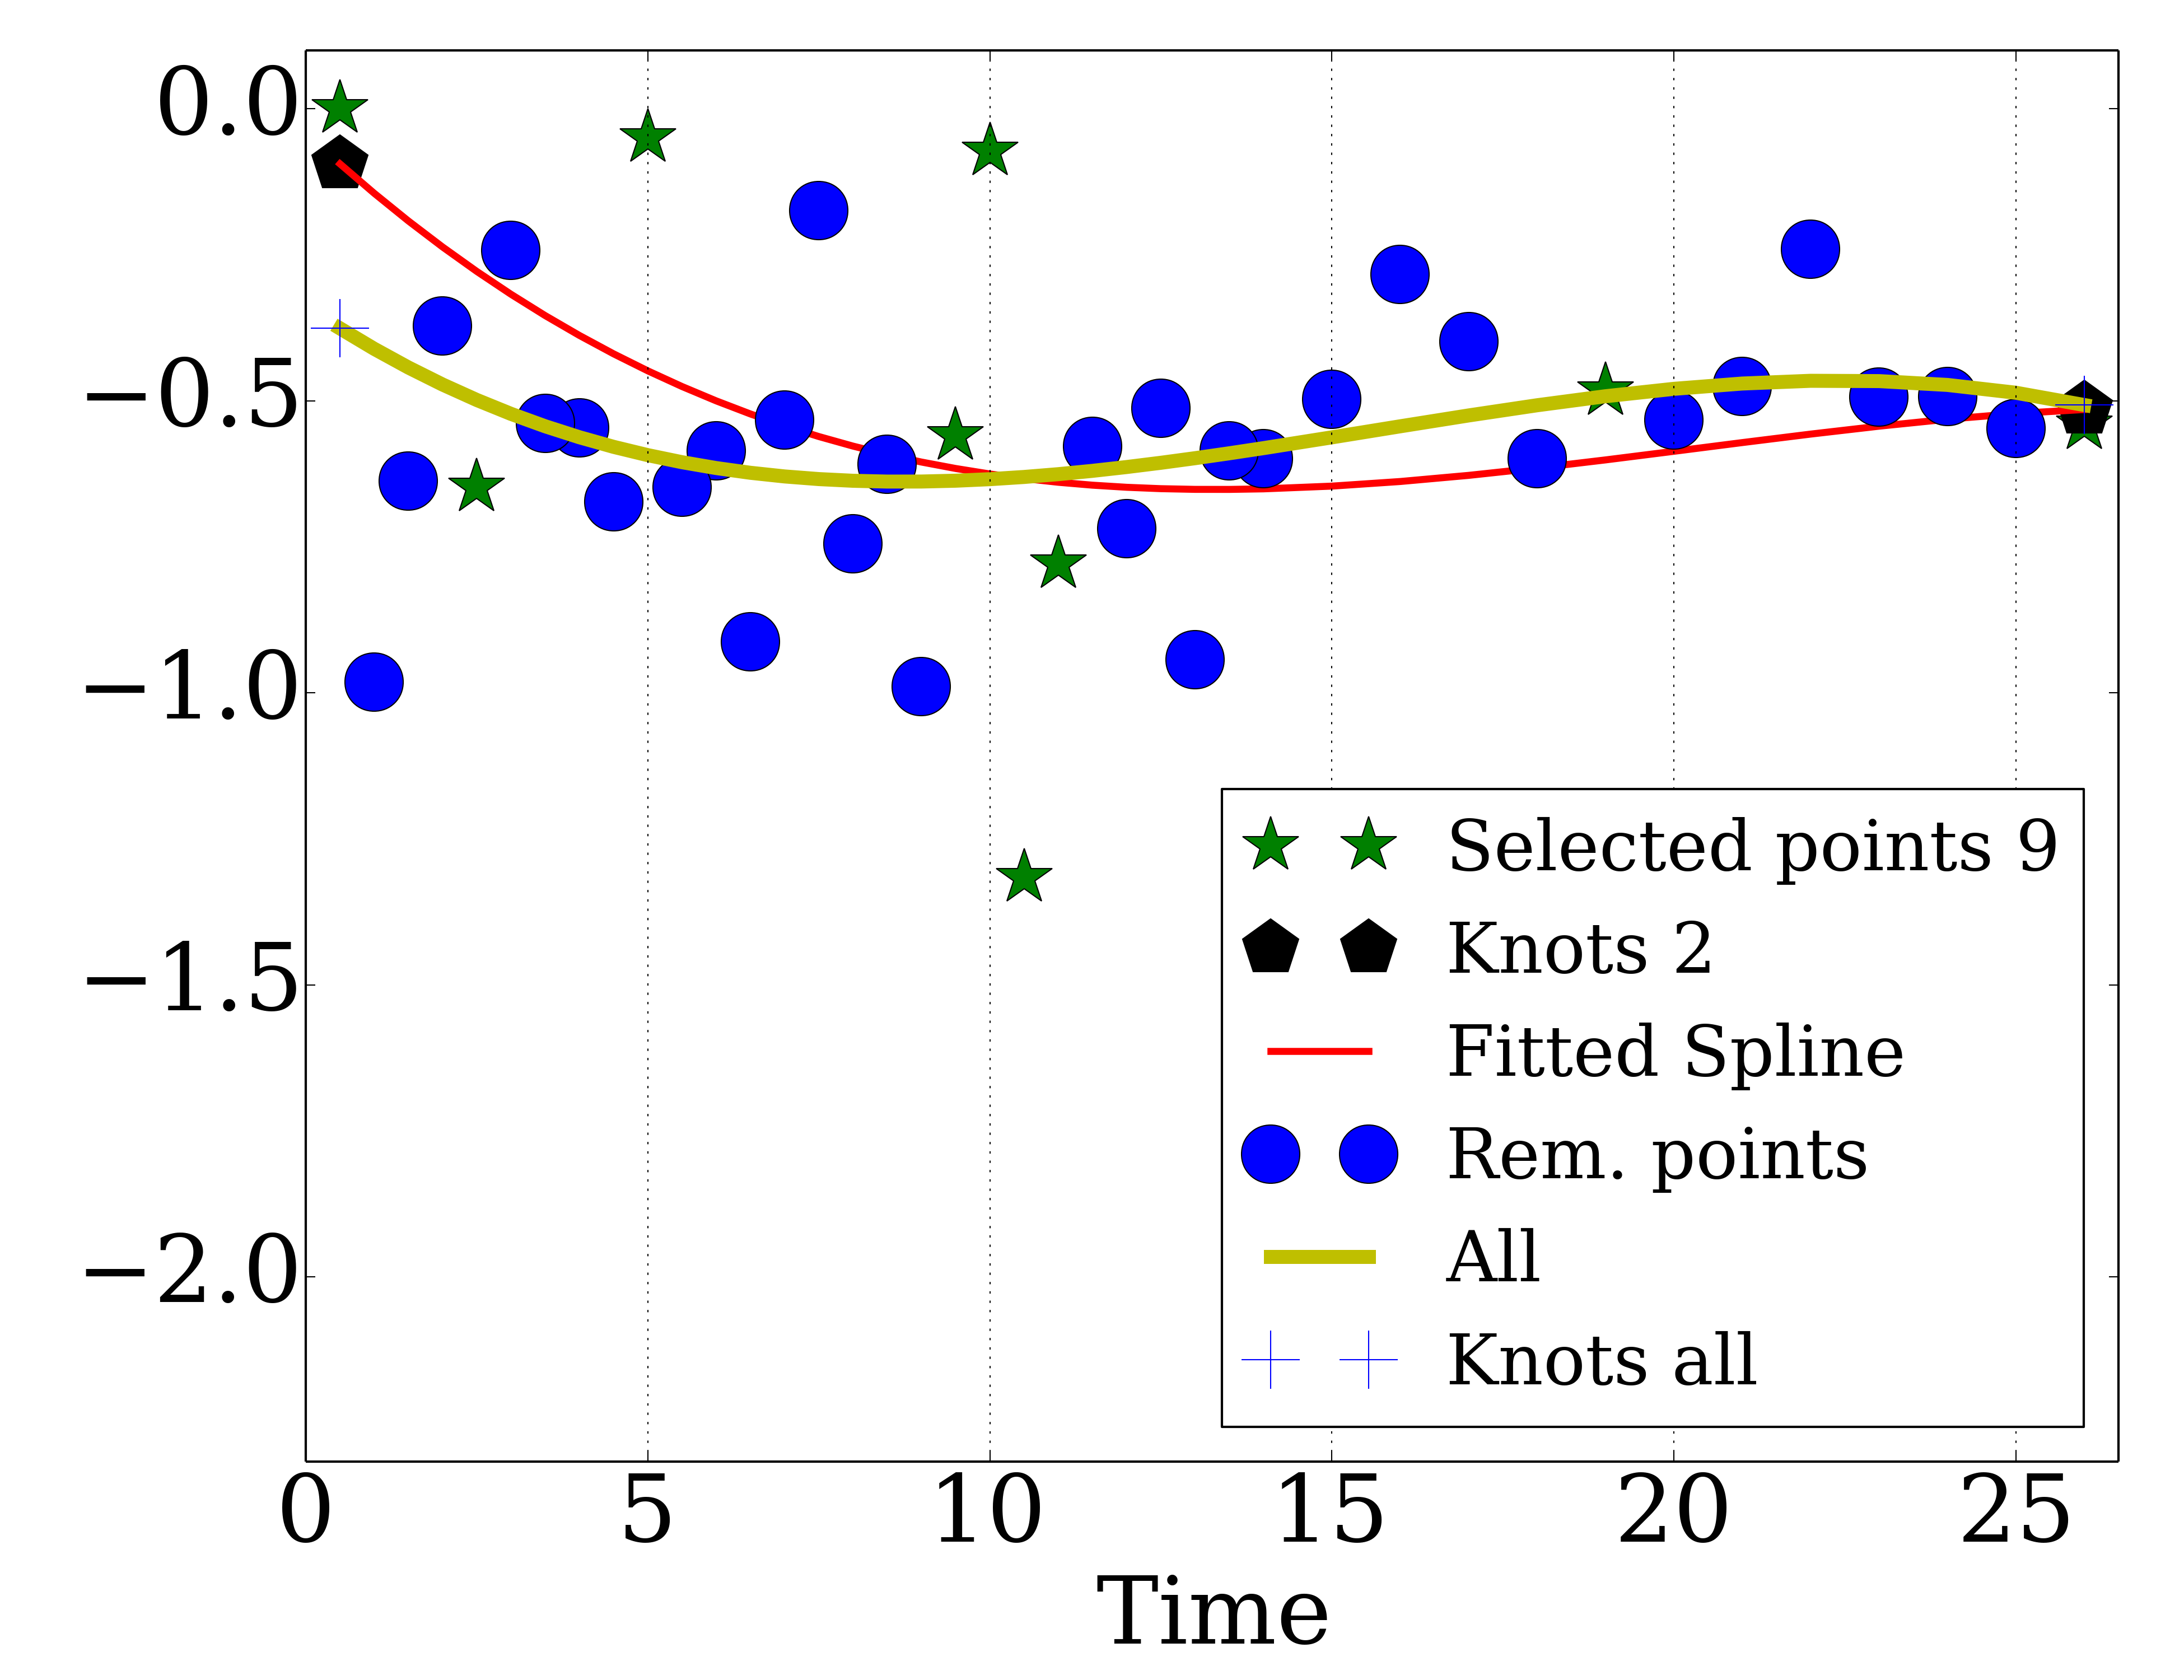 0.0
−0.5
−1.0
−1.5
−2.0
Selected points 9
Knots 2
Fitted Spline
Rem. points
All
Knots all
0 5 10 15 20 25
Time